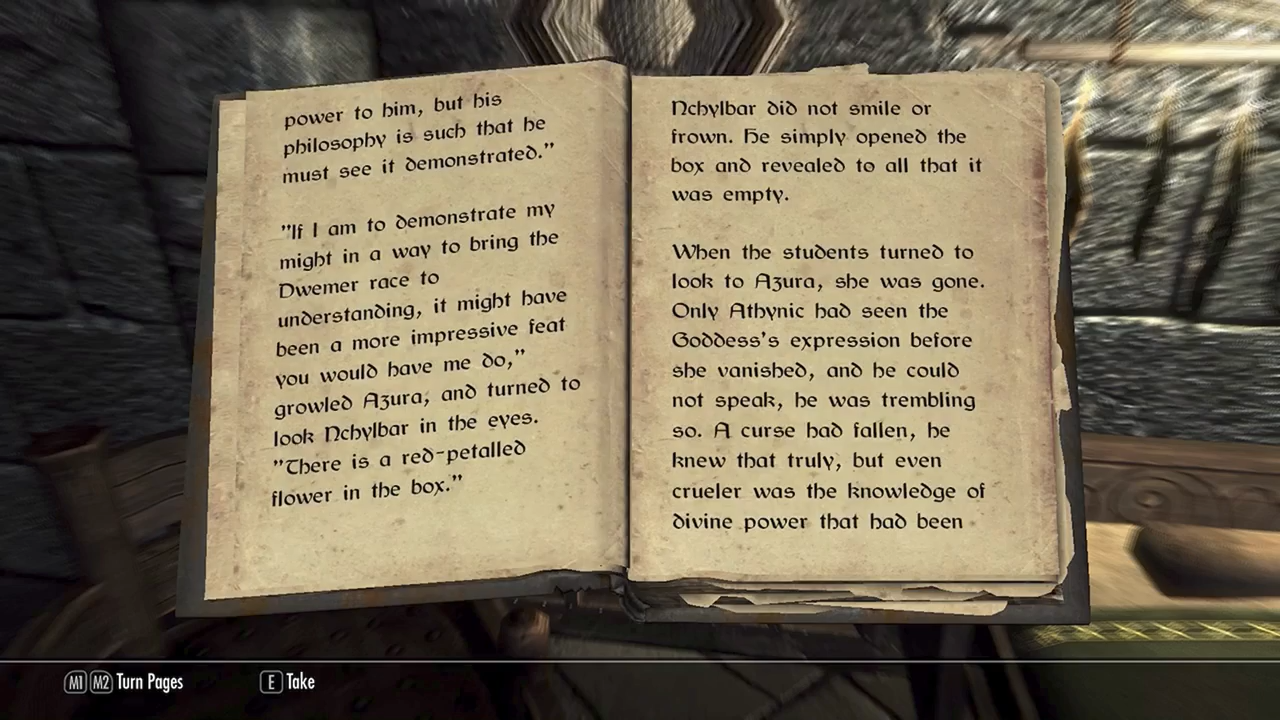 power to him, but his
philosophy is such that he
must see it demonstrated."
"If I am to demonstrate my
might in a way to bring the
Dwemer race to
understanding, it might have
been a more impressive feat
you would have me do,"
growled Azura, and turned to
look Nchylbar in the eyes.
"There is a red-petalled
flower in the box."
Nchylbar did not smile or
frown. He simply opened the
box and revealed to all that it
was empty.
When the students turned to
look to Azura, she was gone.
Only Athynic had seen the
Goddess's expression before
she vanished, and he could
not speak, he was trembling
so. A curse had fallen, he
knew that truly, but even
crueler was the knowledge of
divine power that had been
M1 M2 Turn Pages
E Take